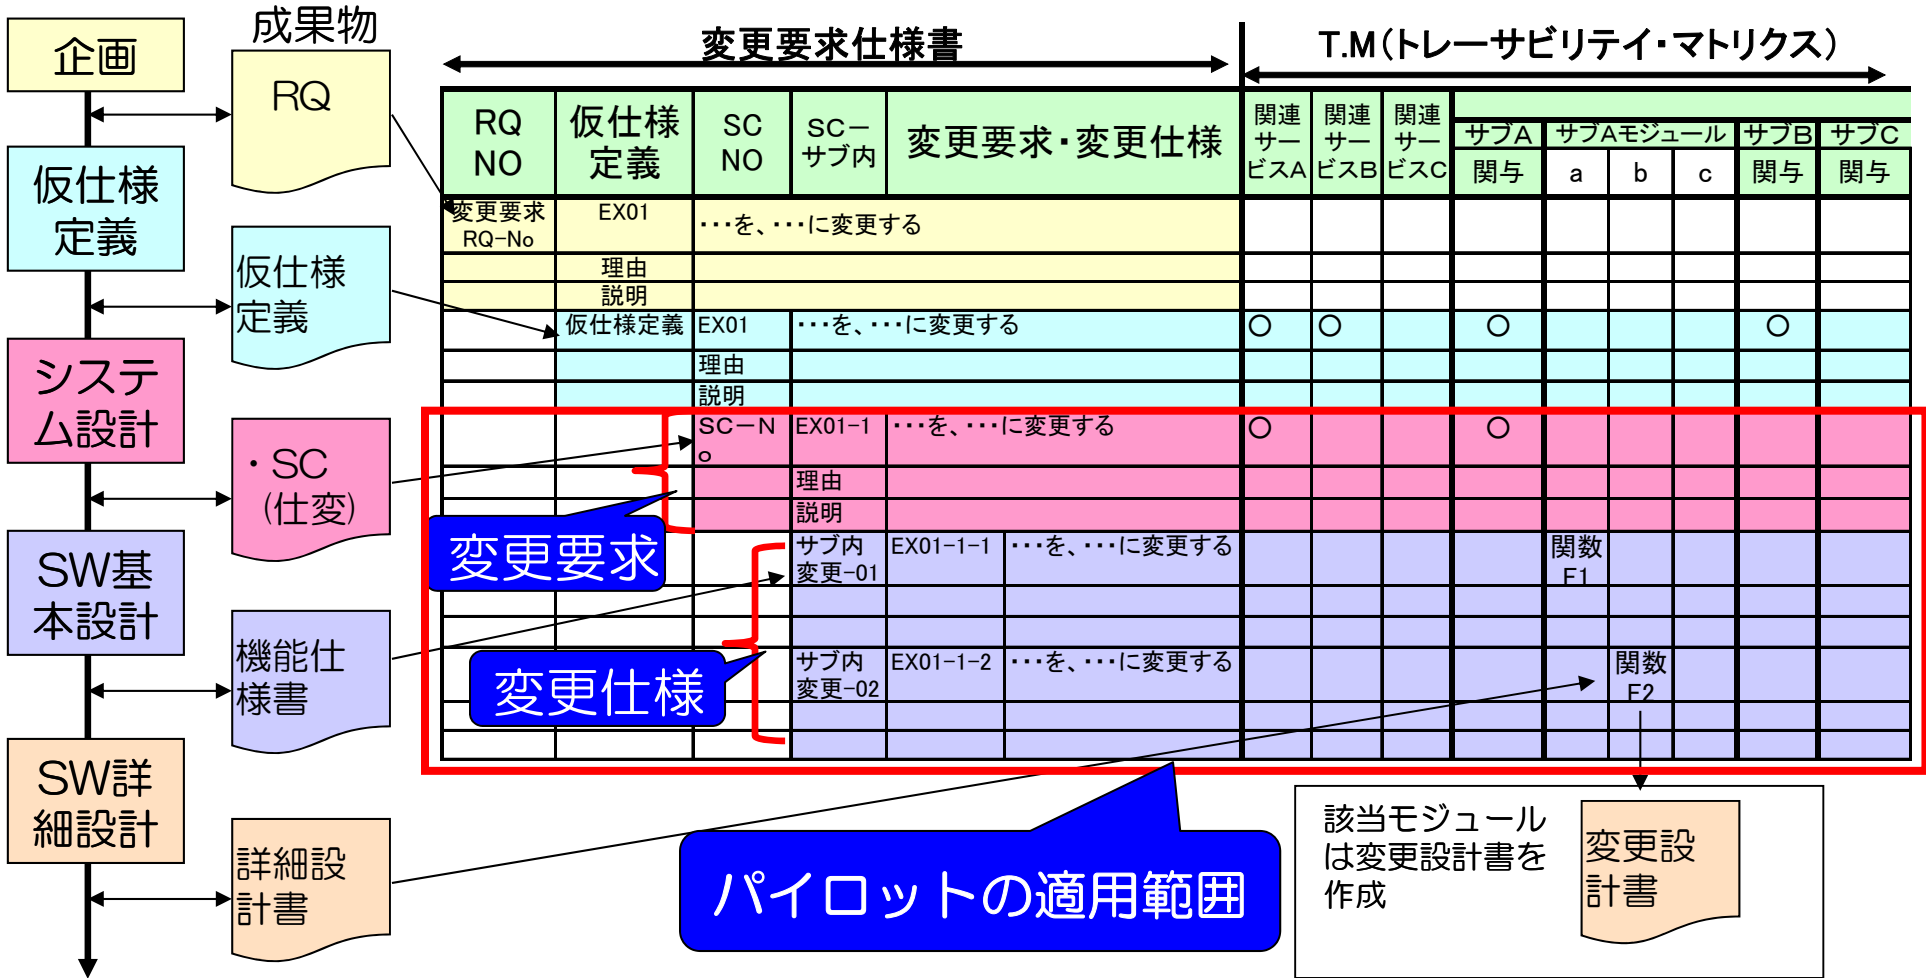 成果物
企画
RQ
仮仕様
定義
仮仕様
定義
システ
ム設計
・SC
(仕変)
SW基
本設計
機能仕
様書
SW詳
細設計
詳細設
計書
変更要求仕様書
T.M(トレーサビリテイ・マトリクス)
RQ
NO
仮仕様
定義
SC
NO
SC－
サブ内
変更要求・変更仕様
関連
サー
ビスA
関連
サー
ビスB
関連
サー
ビスC
サブA
サブAモジュール
サブB
サブC
関与
a
b
c
関与
関与
変更要求
RQ-No
EX01
・・・を、・・・に変更する
理由
説明
仮仕様定義
EX01
・・・を、・・・に変更する
○
○
○
○
理由
説明
SC－N
o
EX01-1
・・・を、・・・に変更する
○
○
理由
説明
変更要求
サブ内
変更-01
EX01-1-1
・・・を、・・・に変更する
関数
F1
変更仕様
サブ内
変更-02
EX01-1-2
・・・を、・・・に変更する
関数
F2
パイロットの適用範囲
該当モジュール
は変更設計書を
作成
変更設
計書